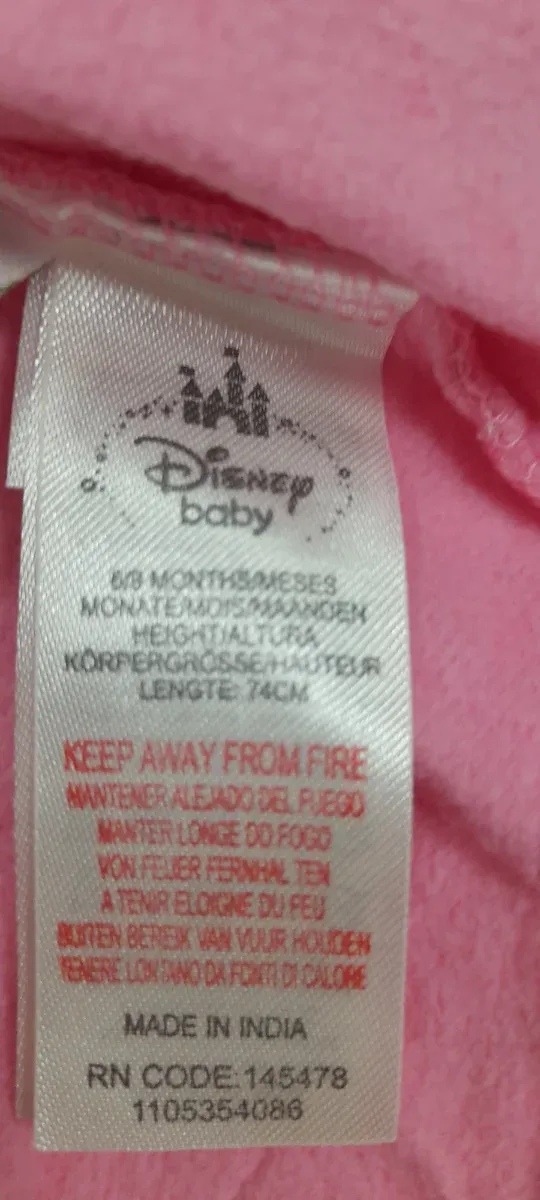 Disney
baby
6/9 MONTHS/MESES
MONATE/MOIS/MAANDEN
HEIGHT/ALTURA
KÖRPERGRÖSSE/HAUTEUR
LENGTE: 74CM
KEEP AWAY FROM FIRE
MANTENER ALEJADO DEL FUEGO
MANTER LONGE DO FOGO
VON FEUER FERNHAL TEN
A TENIR ELOIGNE DU FEU
BUITEN BEREIK VAN VUUR HOUDEN
TENERE LONTANO DA FONTI DI CALORE
MADE IN INDIA
RN CODE:145478
1105354086